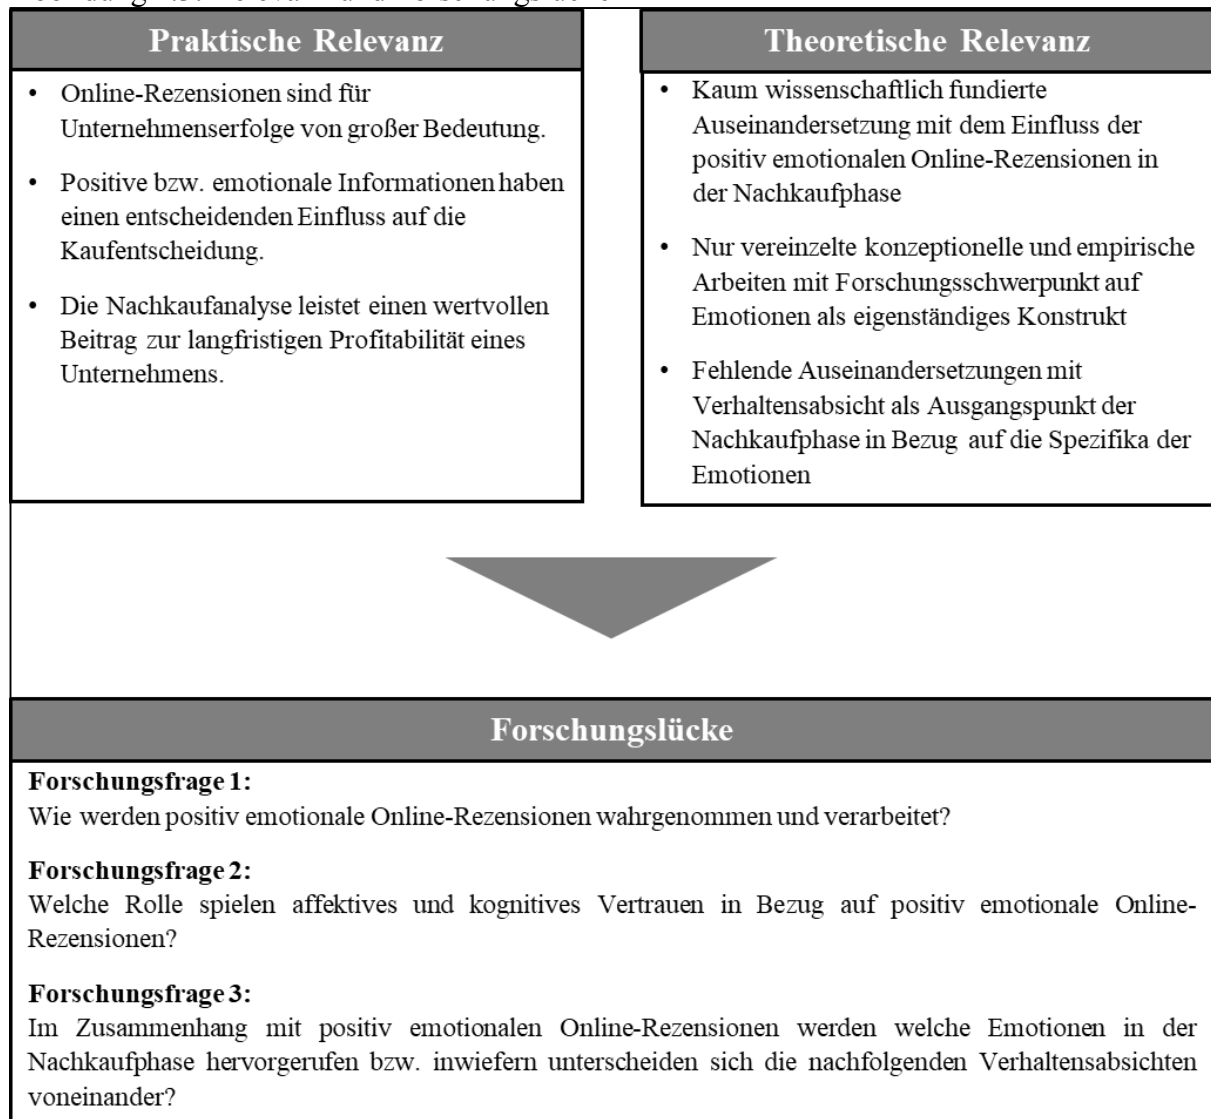 Praktische Relevanz
• Online-Rezensionen sind für
Unternehmenserfolge von großer Bedeutung.
• Positive bzw. emotionale Informationen haben
einen entscheidenden Einfluss auf die
Kaufentscheidung.
• Die Nachkaufanalyse leistet einen wertvollen
Beitrag zur langfristigen Profitabilität eines
Unternehmens.
Theoretische Relevanz
• Kaum wissenschaftlich fundierte
Auseinandersetzung mit dem Einfluss der
positiv emotionalen Online-Rezensionen in
der Nachkaufphase
• Nur vereinzelte konzeptionelle und empirische
Arbeiten mit Forschungsschwerpunkt auf
Emotionen als eigenständiges Konstrukt
• Fehlende Auseinandersetzungen mit
Verhaltensabsicht als Ausgangspunkt der
Nachkaufphase in Bezug auf die Spezifika der
Emotionen
Forschungslücke
Forschungsfrage 1:
Wie werden positiv emotionale Online-Rezensionen wahrgenommen und verarbeitet?
Forschungsfrage 2:
Welche Rolle spielen affektives und kognitives Vertrauen in Bezug auf positiv emotionale Online-
Rezensionen?
Forschungsfrage 3:
Im Zusammenhang mit positiv emotionalen Online-Rezensionen werden welche Emotionen in der
Nachkaufphase hervorgerufen bzw. inwiefern unterscheiden sich die nachfolgenden Verhaltensabsichten
voneinander?